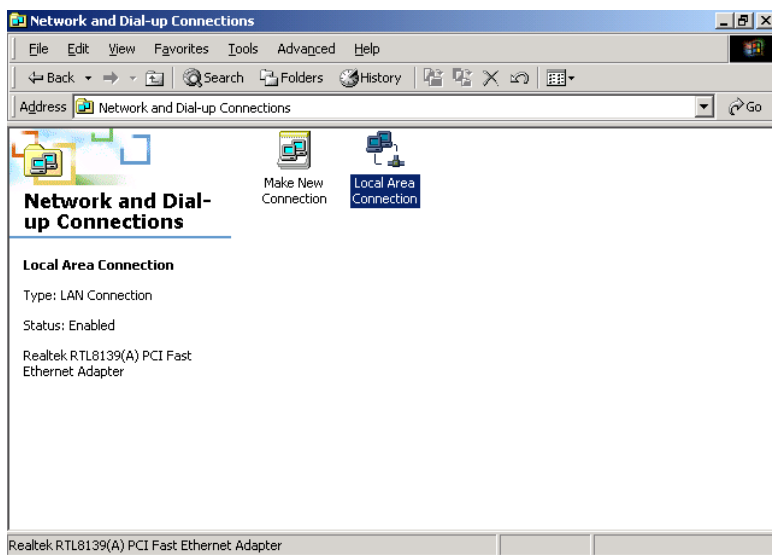 Network and Dial-up Connections
File Edit View Favorites Tools Advanced Help
Back Search Folders History
Address Network and Dial-up Connections Go
Make New
Connection
Local Area
Connection
Network and Dial-
up Connections
Local Area Connection
Type: LAN Connection
Status: Enabled
Realtek RTL8139(A) PCI Fast
Ethernet Adapter
Realtek RTL8139(A) PCI Fast Ethernet Adapter